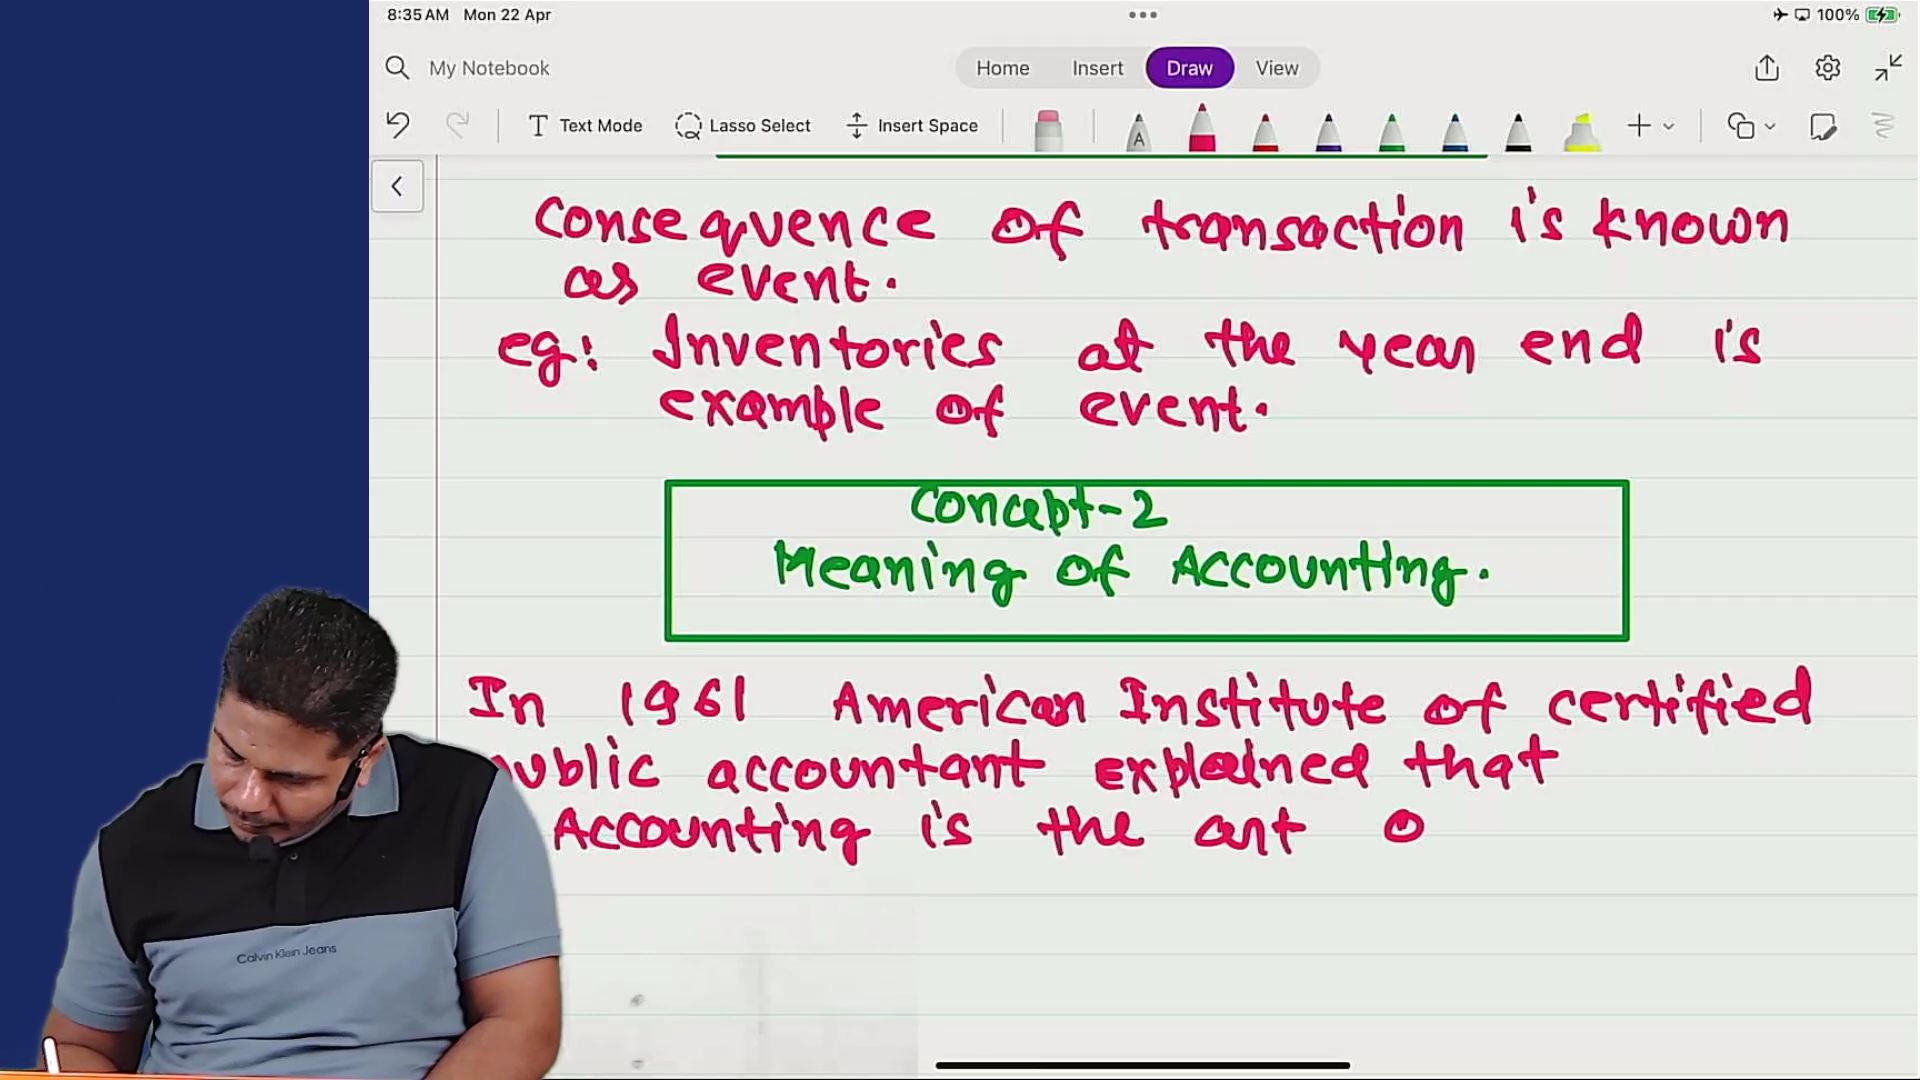 8:35 AM Mon 22 Apr
100%
My Notebook
Home Insert Draw View
Text Mode Lasso Select Insert Space
A
Consequence of transaction is known
as event.
eg: Inventories at the year end is
example of event.
Concept-2
Meaning of Accounting.
In 1961 American Institute of certified
public accountant explained that
Accounting is the art o
Calvin Klein Jeans